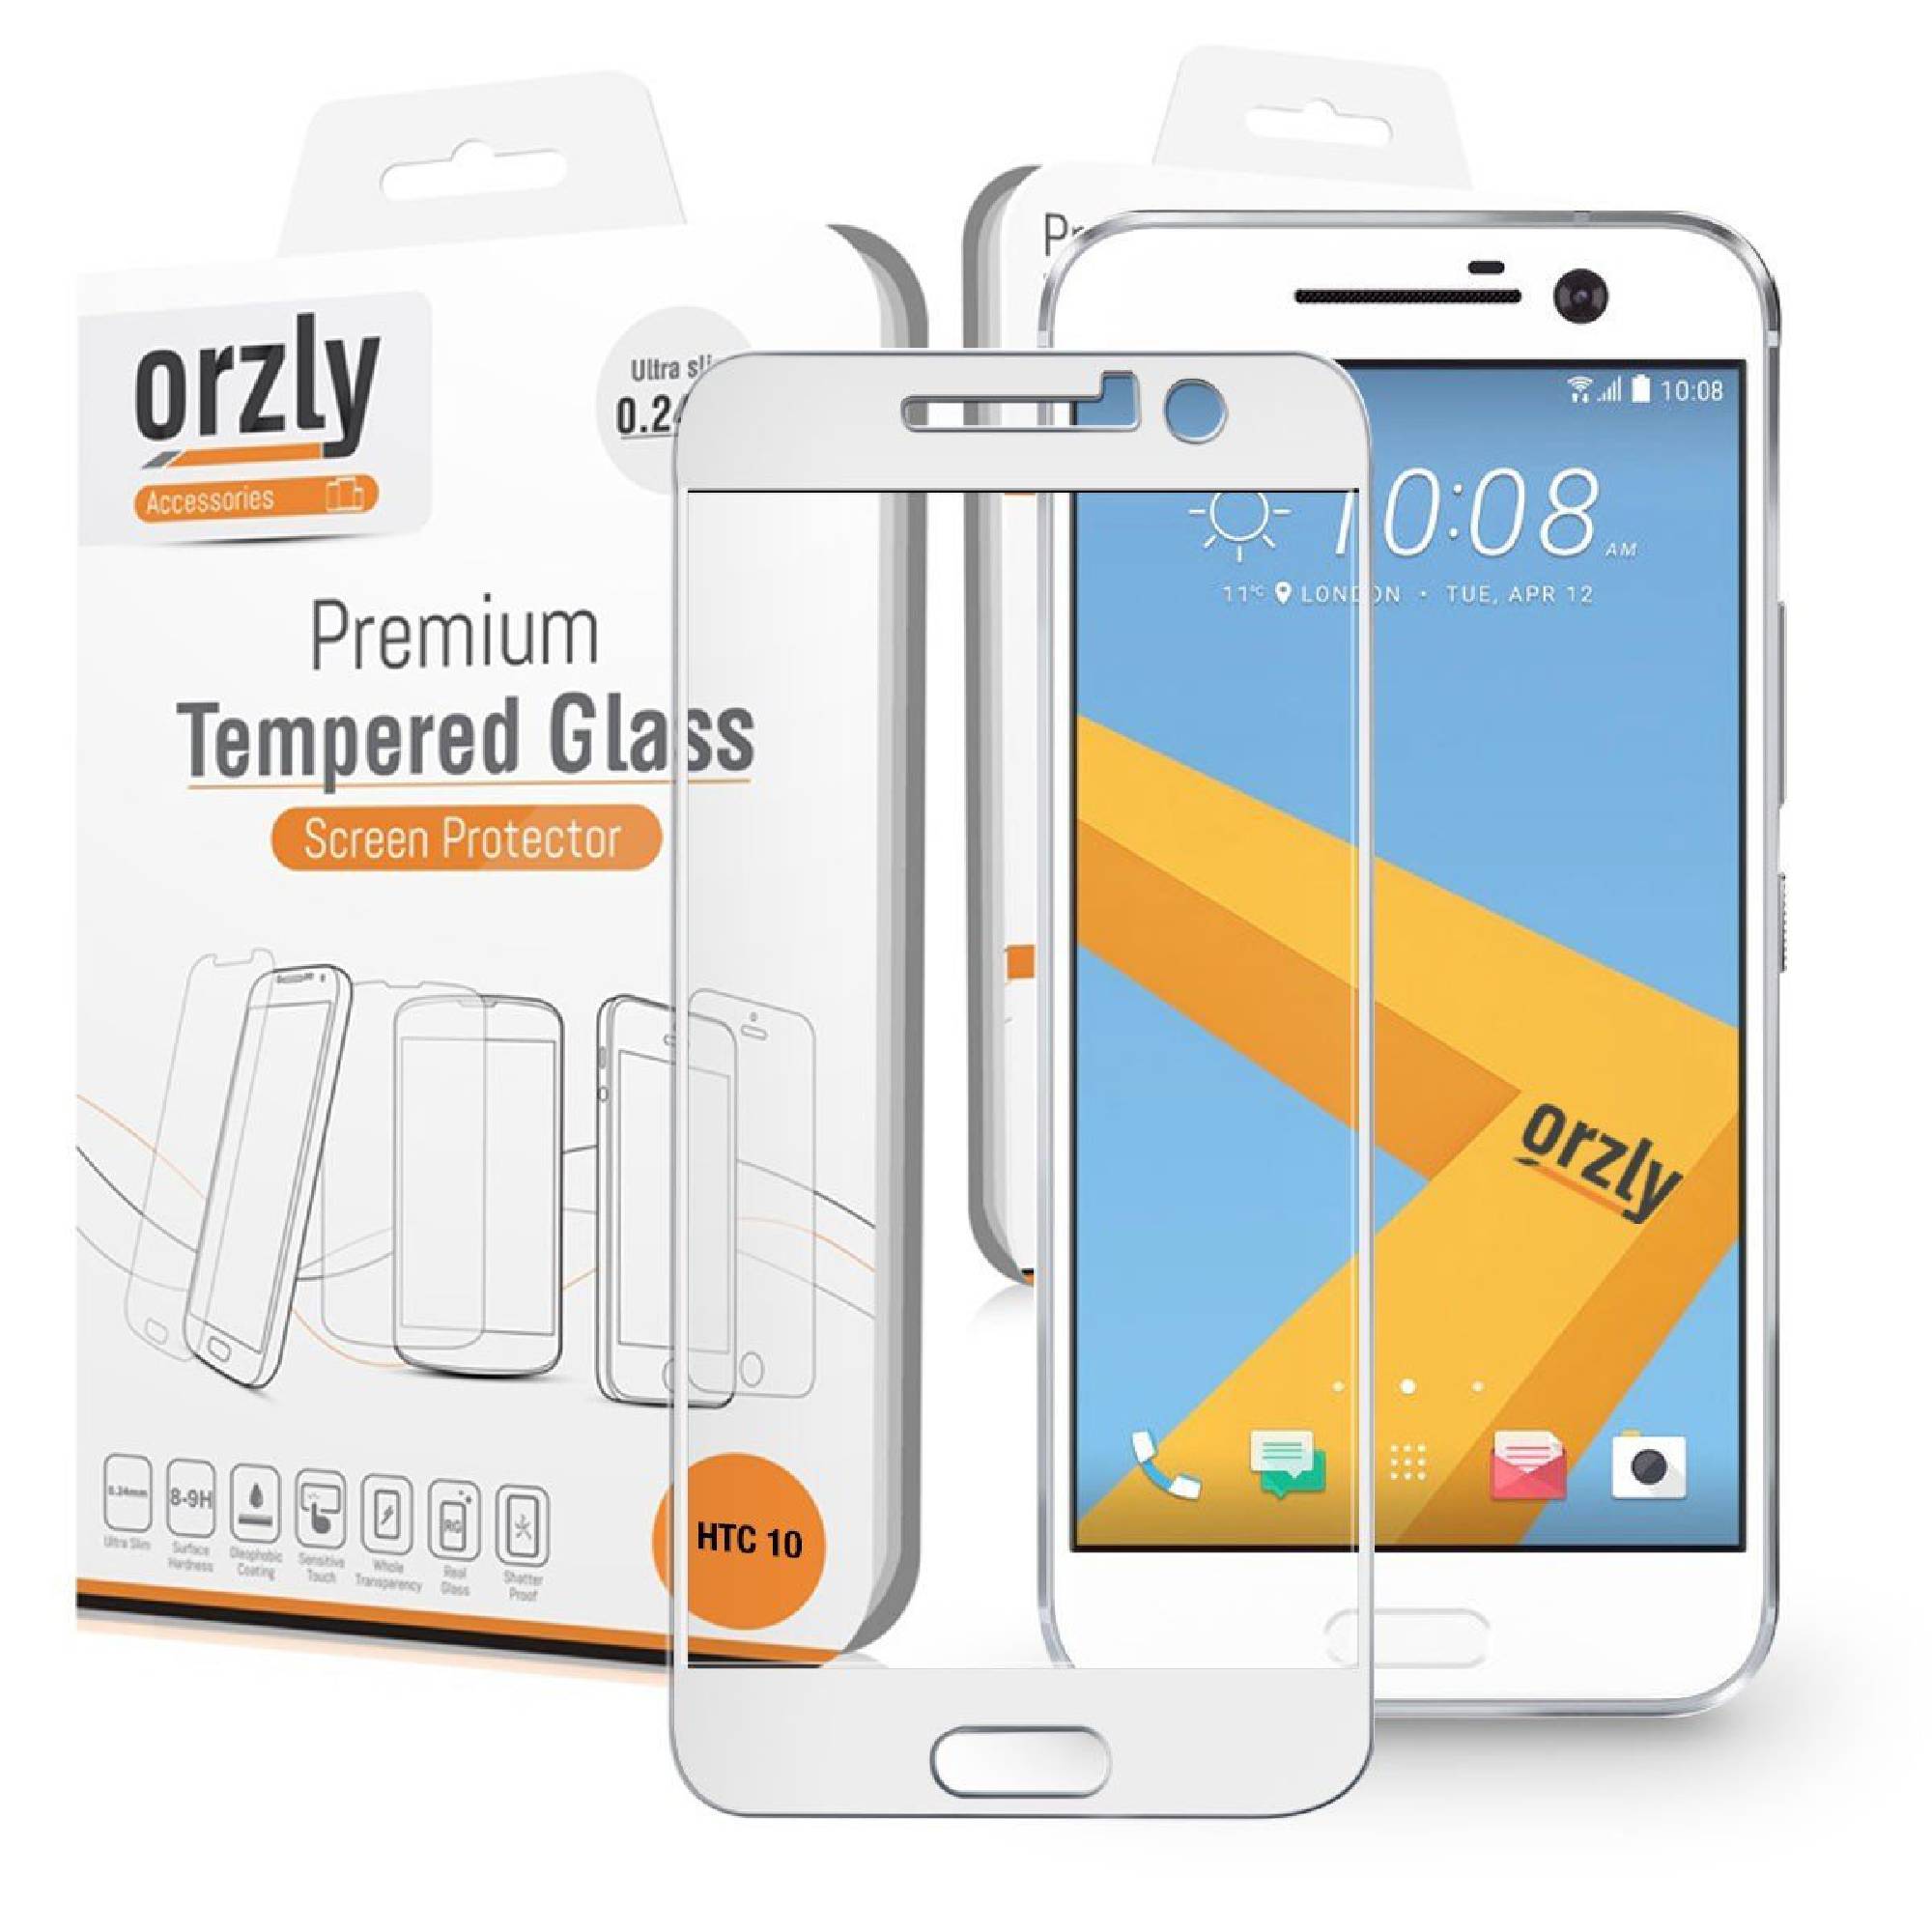 orzly
Accessories
Ultra
Premium
Tempered Glass
Screen Protector
0.24mm
Ultra Slim
8-9H
Surface
Hardness
Oleophobic
Coating
Sensitive
Touch
Whole
Transparency
RG
Real
Glass
Shatter
Proof
HTC 10
10:08
10:08 AM
11°C LONDON • TUE, APR 12
orzly